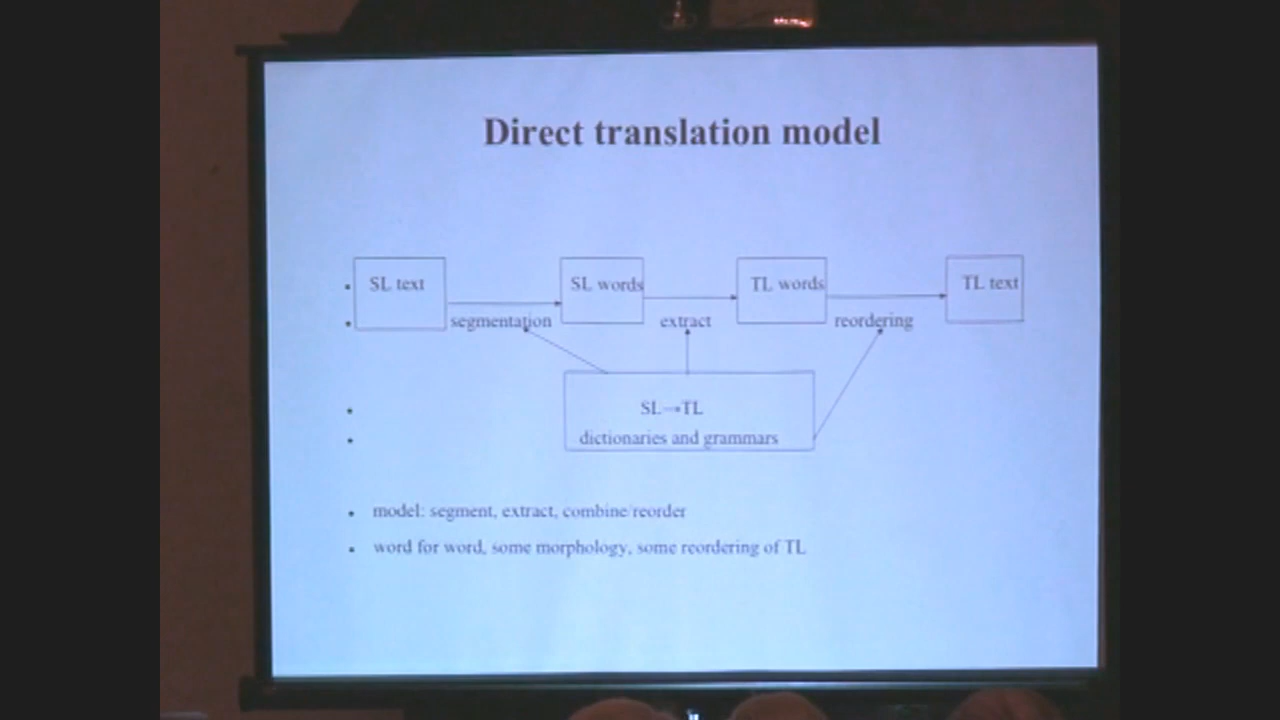 Direct translation model
SL text
SL words
TL words
TL text
segmentation
extract
reordering
SL→TL
dictionaries and grammars
• model: segment, extract, combine/reorder
• word for word, some morphology, some reordering of TL